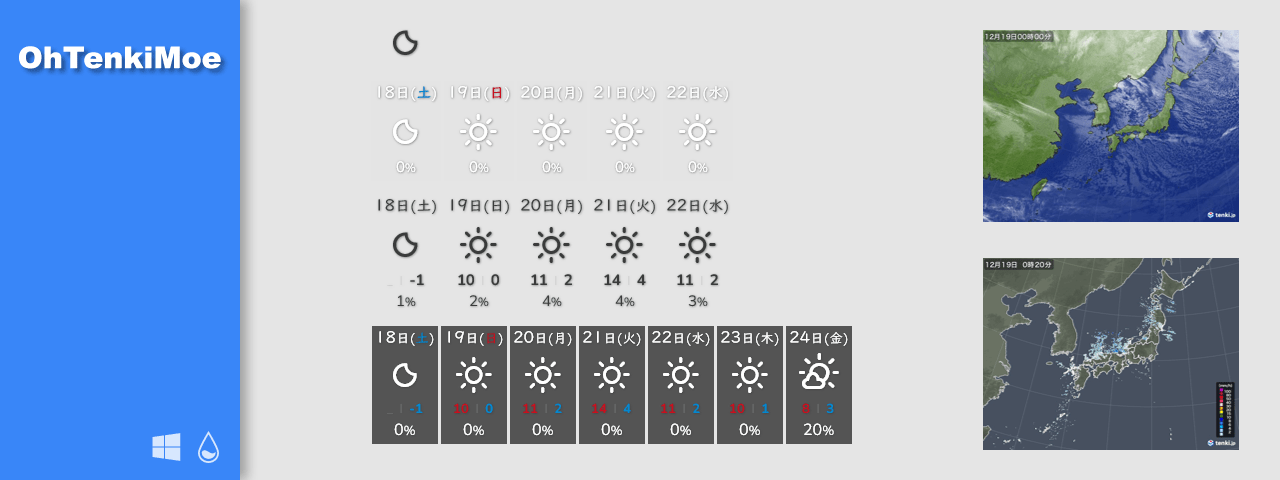 OhTenkiMoe
18日(土) 19日(日) 20日(月) 21日(火) 22日(水)
0% 0% 0% 0% 0%
18日(土) 19日(日) 20日(月) 21日(火) 22日(水)
_ | -1 10 | 0 11 | 2 14 | 4 11 | 2
1% 2% 4% 4% 3%
18日(土) 19日(日) 20日(月) 21日(火) 22日(水) 23日(木) 24日(金)
_ | -1 10 | 0 11 | 2 14 | 4 11 | 2 10 | 1 8 | 3
0% 0% 0% 0% 0% 0% 20%
12月19日00時00分
tenki.jp
12月19日 0時20分
tenki.jp